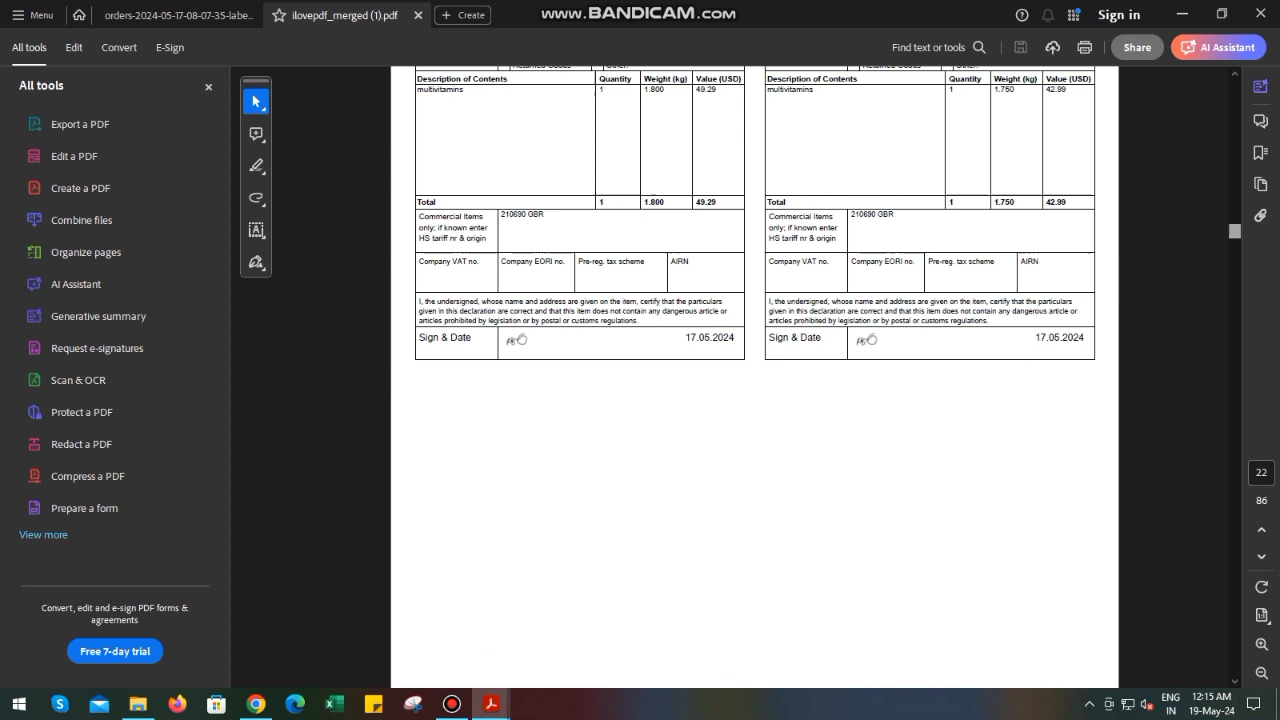 Menu
orders-2024-05-17-08-07-35-labe...
ilovepdf_merged (1).pdf
Create
www.BANDICAM.com
Sign in
All tools
Edit
Convert
E-Sign
Find text or tools
Share
AI Assistant
All tools
Export a PDF
Edit a PDF
Create a PDF
Combine files
Organize pages
AI Assistant
Generative summary
Request e-signatures
Scan & OCR
Protect a PDF
Redact a PDF
Compress a PDF
Prepare a form
View more
Convert, edit and e-sign PDF forms &
agreements
Free 7-day trial
Description of Contents Quantity Weight (kg) Value (USD)
multivitamins 1 1.800 49.29
Total 1 1.800 49.29
Commercial Items 210690 GBR
only; if known enter
HS tariff nr & origin
Company VAT no. Company EORI no. Pre-reg. tax scheme AIRN
I, the undersigned, whose name and address are given on the item, certify that the particulars
given in this declaration are correct and that this item does not contain any dangerous article or
articles prohibited by legislation or by postal or customs regulations.
Sign & Date 17.05.2024
Description of Contents Quantity Weight (kg) Value (USD)
multivitamins 1 1.750 42.99
Total 1 1.750 42.99
Commercial Items 210690 GBR
only; if known enter
HS tariff nr & origin
Company VAT no. Company EORI no. Pre-reg. tax scheme AIRN
I, the undersigned, whose name and address are given on the item, certify that the particulars
given in this declaration are correct and that this item does not contain any dangerous article or
articles prohibited by legislation or by postal or customs regulations.
Sign & Date 17.05.2024
22
86
ENG
IN
12:15 AM
19-May-24